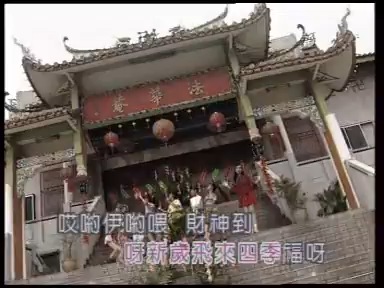 法華菴
哎喲伊喲喂 財神到
呀新歲飛來四季福呀